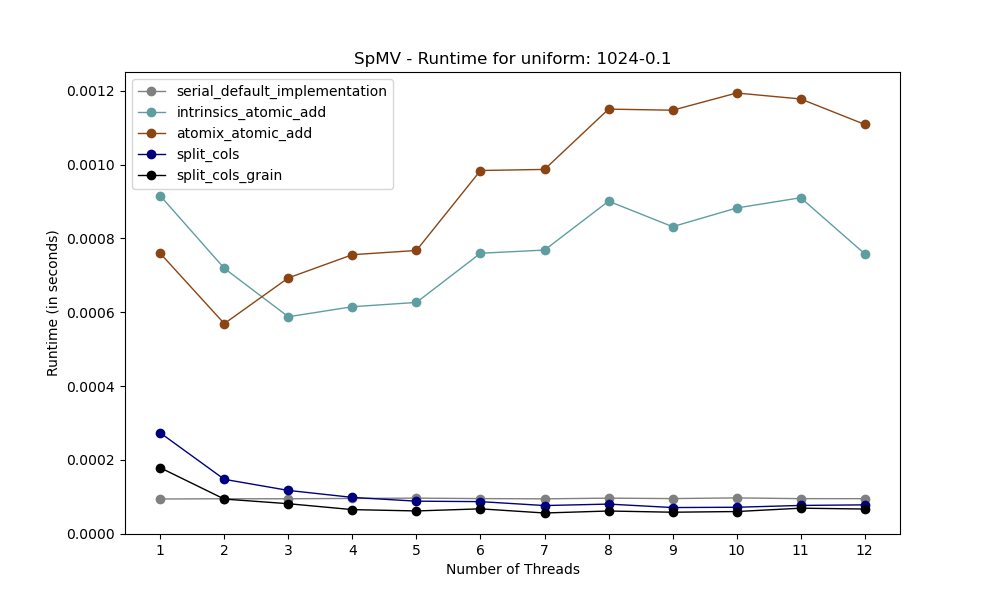 SpMV - Runtime for uniform: 1024-0.1
serial_default_implementation
intrinsics_atomic_add
atomix_atomic_add
split_cols
split_cols_grain
0.0012
0.0010
0.0008
0.0006
0.0004
0.0002
0.0000
Runtime (in seconds)
1 2 3 4 5 6 7 8 9 10 11 12
Number of Threads